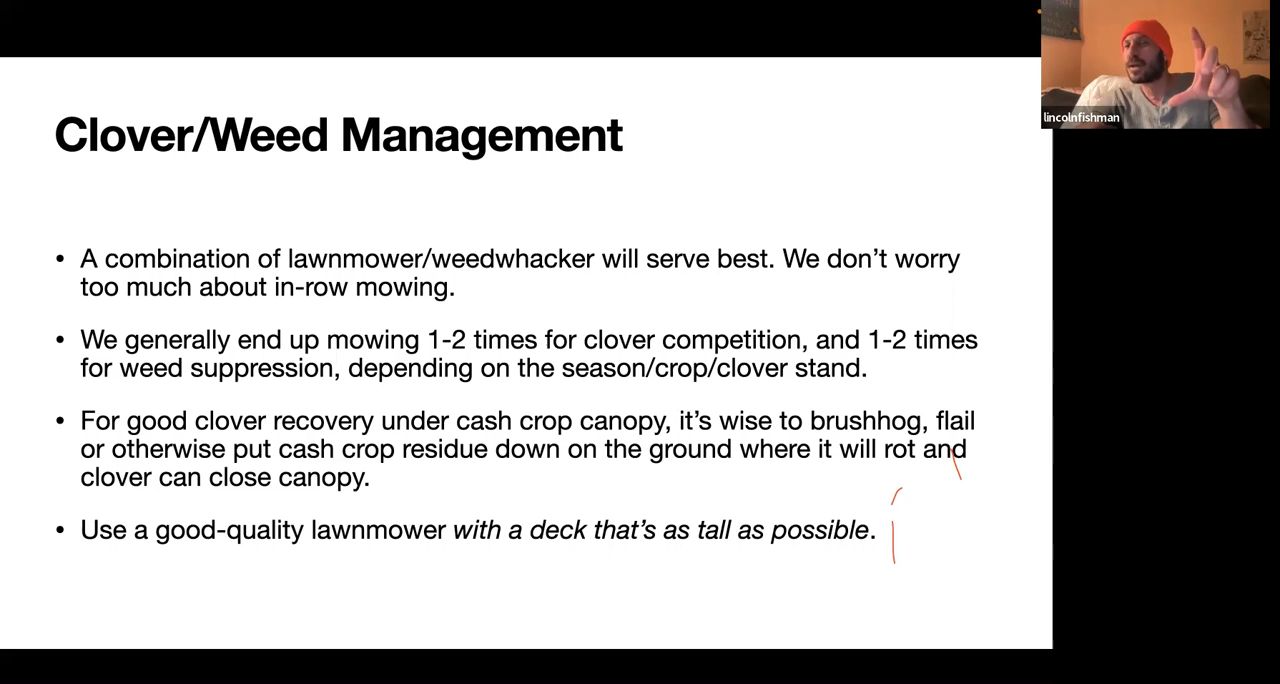 lincolnfishman
Clover/Weed Management
• A combination of lawnmower/weedwhacker will serve best. We don’t worry
too much about in-row mowing.
• We generally end up mowing 1-2 times for clover competition, and 1-2 times
for weed suppression, depending on the season/crop/clover stand.
• For good clover recovery under cash crop canopy, it’s wise to brushhog, flail
or otherwise put cash crop residue down on the ground where it will rot and
clover can close canopy.
• Use a good-quality lawnmower with a deck that’s as tall as possible.